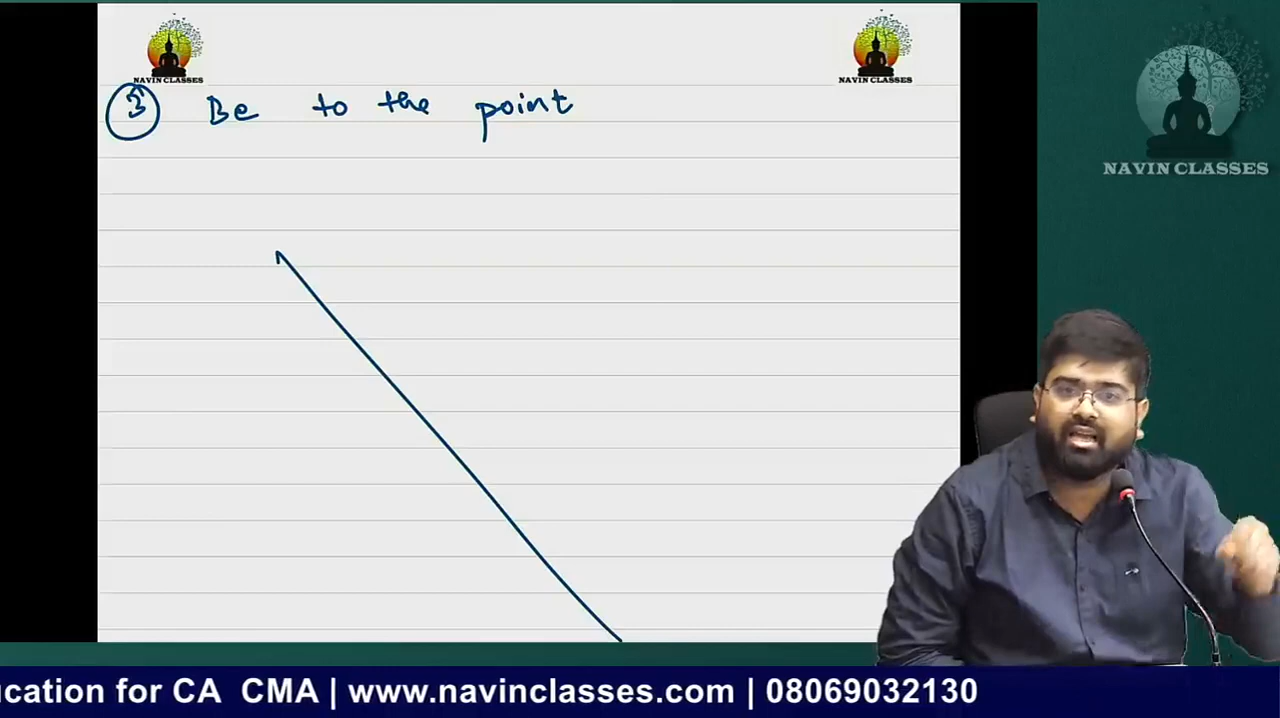 NAVIN CLASSES
NAVIN CLASSES
NAVIN CLASSES
3 Be to the point
ucation for CA CMA | www.navinclasses.com | 08069032130